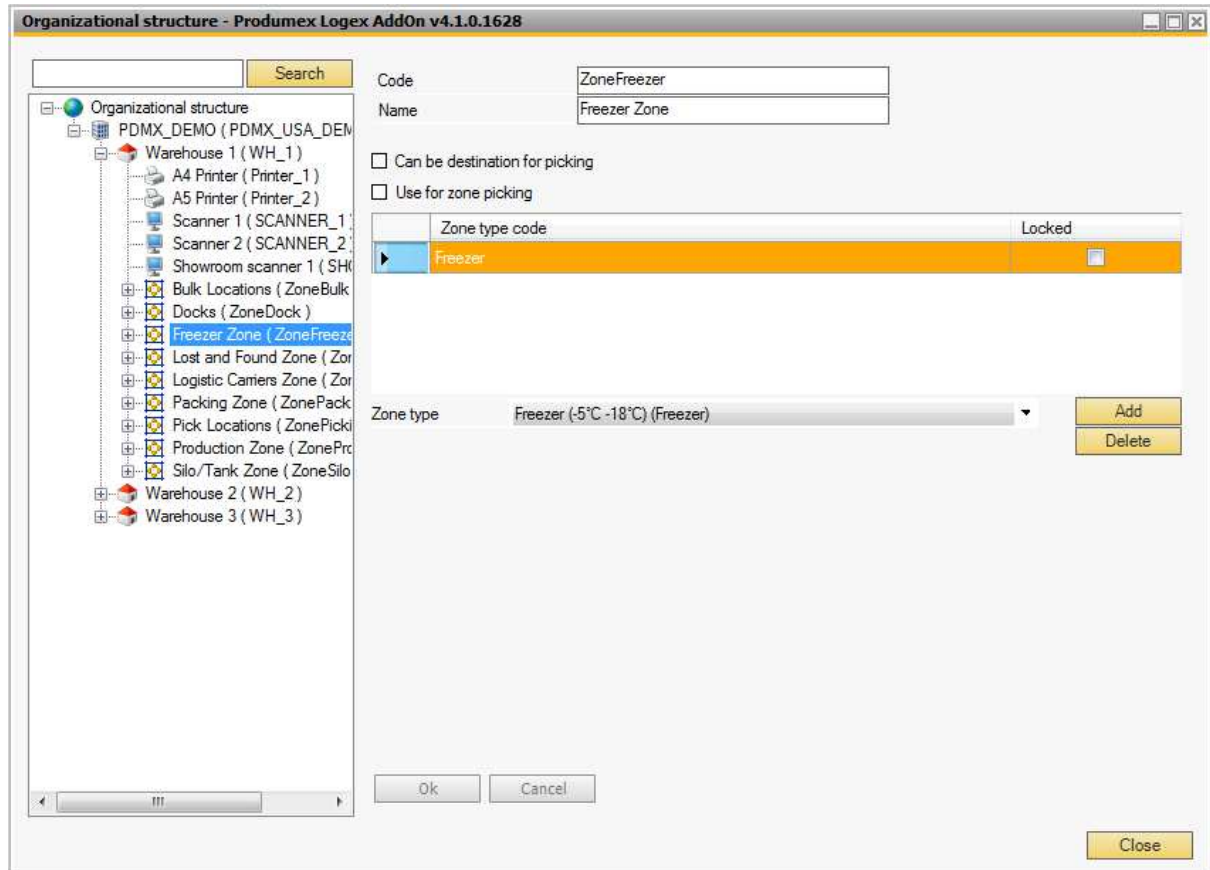 Organizational structure - Produmex Logex AddOn v4.1.0.1628
Search
Organizational structure
PDMX_DEMO ( PDMX_USA_DEM
Warehouse 1 ( WH_1 )
A4 Printer ( Printer_1 )
A5 Printer ( Printer_2 )
Scanner 1 ( SCANNER_1 )
Scanner 2 ( SCANNER_2 )
Showroom scanner 1 ( SH
Bulk Locations ( ZoneBulk
Docks ( ZoneDock )
Freezer Zone ( ZoneFreeze
Lost and Found Zone ( Zor
Logistic Carriers Zone ( Zor
Packing Zone ( ZonePack
Pick Locations ( ZonePicki
Production Zone ( ZonePro
Silo/Tank Zone ( ZoneSilo
Warehouse 2 ( WH_2 )
Warehouse 3 ( WH_3 )
Code ZoneFreezer
Name Freezer Zone
Can be destination for picking
Use for zone picking
Zone type code Locked
Freezer
Zone type Freezer (-5°C -18°C) (Freezer) Add
Delete
Ok Cancel
Close